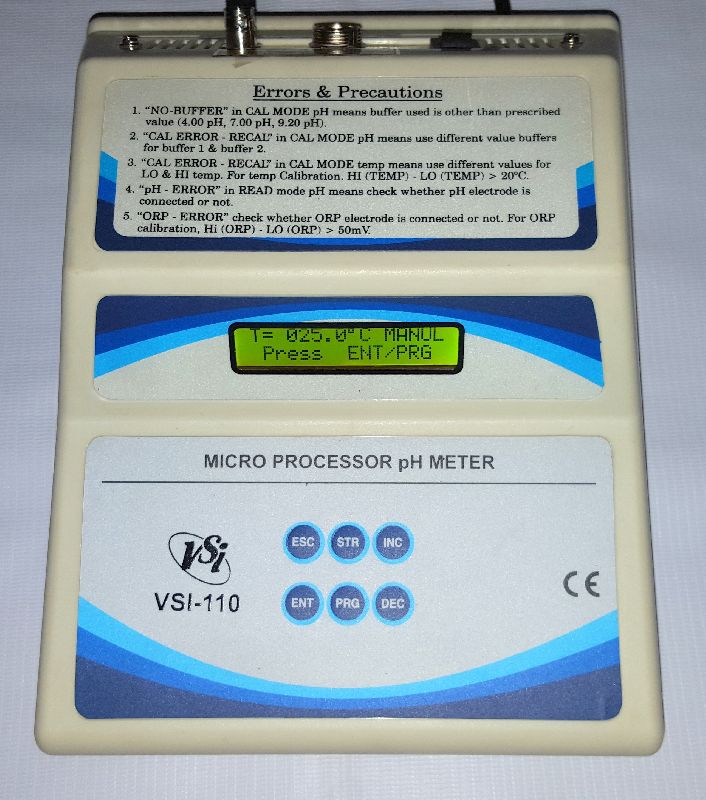 Errors & Precautions
1. "NO-BUFFER" in CAL MODE pH means buffer used is other than prescribed
value (4.00 pH, 7.00 pH, 9.20 pH).
2. "CAL ERROR - RECAL" in CAL MODE pH means use different value buffers
for buffer 1 & buffer 2.
3. "CAL ERROR - RECAL" in CAL MODE temp means use different values for
LO & HI temp. For temp Calibration. HI (TEMP) - LO (TEMP) > 20°C.
4. "pH - ERROR" in READ mode pH means check whether pH electrode is
connected or not.
5. "ORP - ERROR" check whether ORP electrode is connected or not. For ORP
calibration, Hi (ORP) - LO (ORP) > 50mV.
T= 025.0°C MANUL
Press ENT/PRG
MICRO PROCESSOR pH METER
VSi
VSI-110
ESC STR INC
ENT PRG DEC
CE